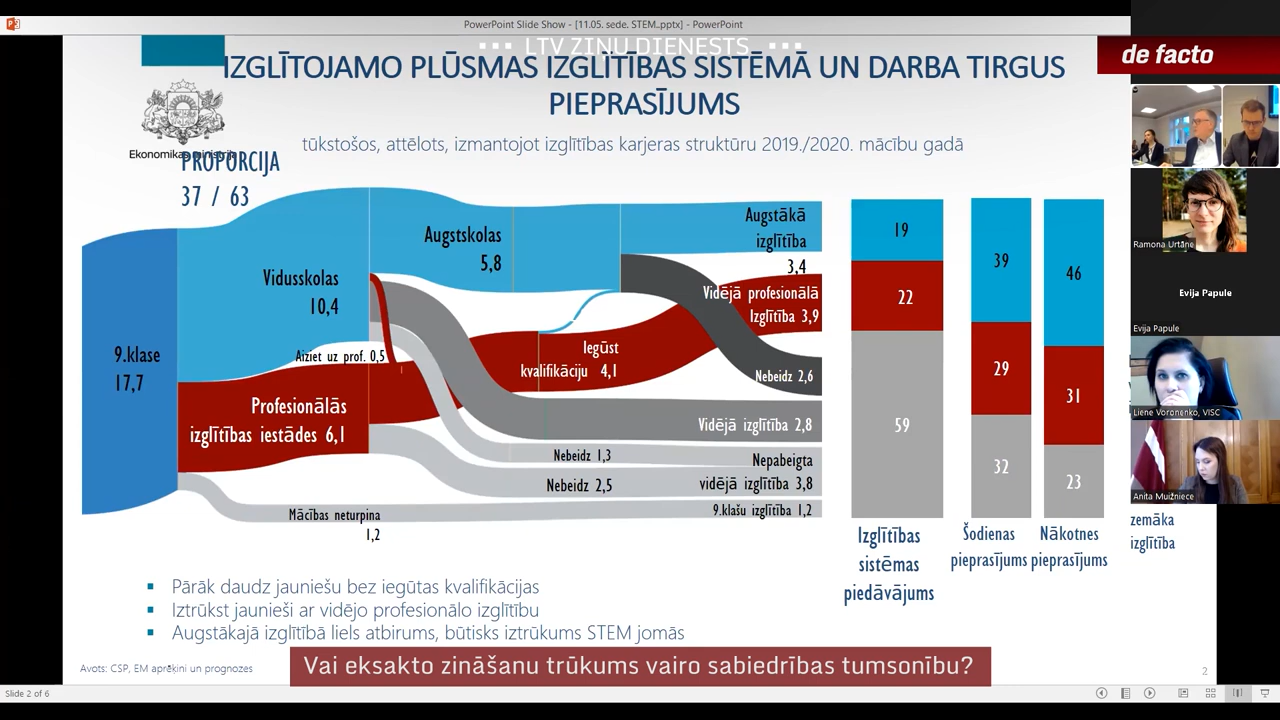 PowerPoint Slide Show - [11.05. sede. STEM..pptx] - PowerPoint
LTV ZIŅU DIENESTS
de facto
IZGLĪTOJAMO PLŪSMAS IZGLĪTĪBAS SISTĒMĀ UN DARBA TIRGUS
PIEPRASĪJUMS
tūkstošos, attēlots, izmantojot izglītības karjeras struktūru 2019./2020. mācību gadā
Ekonomikas ministrija
PROPORCIJA
37 / 63
9.klase
17,7
Vidusskolas
10,4
Aiziet uz prof. 0,5
Profesionālās
izglītības iestādes 6,1
Mācības neturpina
1,2
Augstskolas
5,8
Iegūst
kvalifikāciju 4,1
Nebeidz 1,3
Nebeidz 2,5
Augstākā
izglītība
3,4
Vidējā profesionālā
Izglītība 3,9
Nebeidz 2,6
Vidējā izglītība 2,8
Nepabeigta
vidējā izglītība 3,8
9.klašu izglītība 1,2
19
22
59
Izglītības
sistēmas
piedāvājums
39
29
32
Šodienas
pieprasījums
46
31
23
Nākotnes
pieprasījums
zemāka
izglītība
Ramona Urtāne
Evija Papule
Evija Papule
Liene Voronenko, VISC
Anita Muižniece
▪ Pārāk daudz jauniešu bez iegūtas kvalifikācijas
▪ Iztrūkst jaunieši ar vidējo profesionālo izglītību
▪ Augstākajā izglītībā liels atbirums, būtisks iztrūkums STEM jomās
Avots: CSP, EM aprēķini un prognozes
2
Vai eksakto zināšanu trūkums vairo sabiedrības tumsonību?
Slide 2 of 6